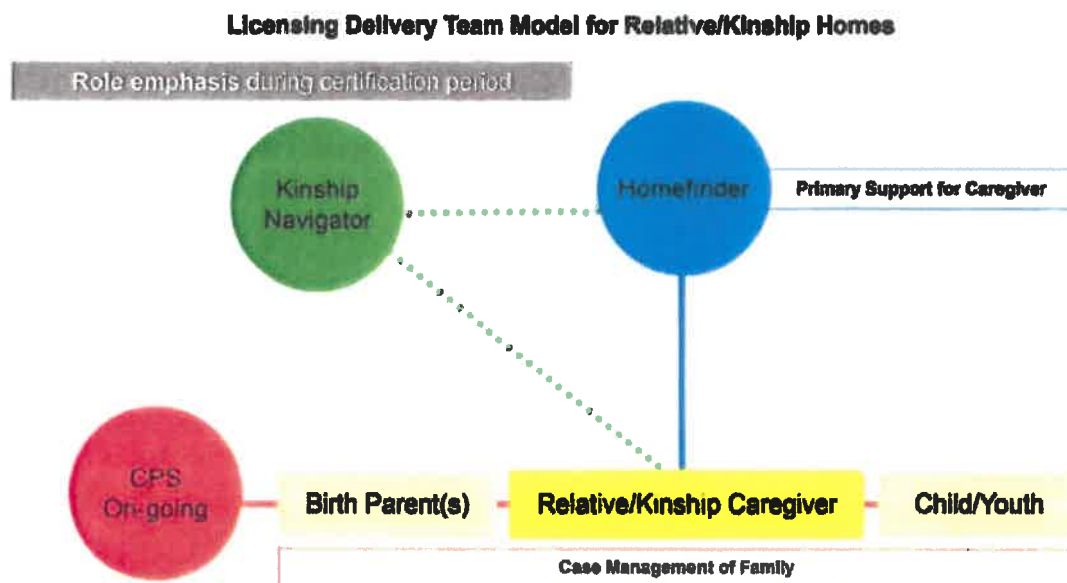 Licensing Delivery Team Model for Relative/Kinship Homes
Role emphasis during certification period
Kinship
Navigator
Homefinder
Primary Support for Caregiver
CPS
On-going
Birth Parent(s)
Relative/Kinship Caregiver
Child/Youth
Case Management of Family